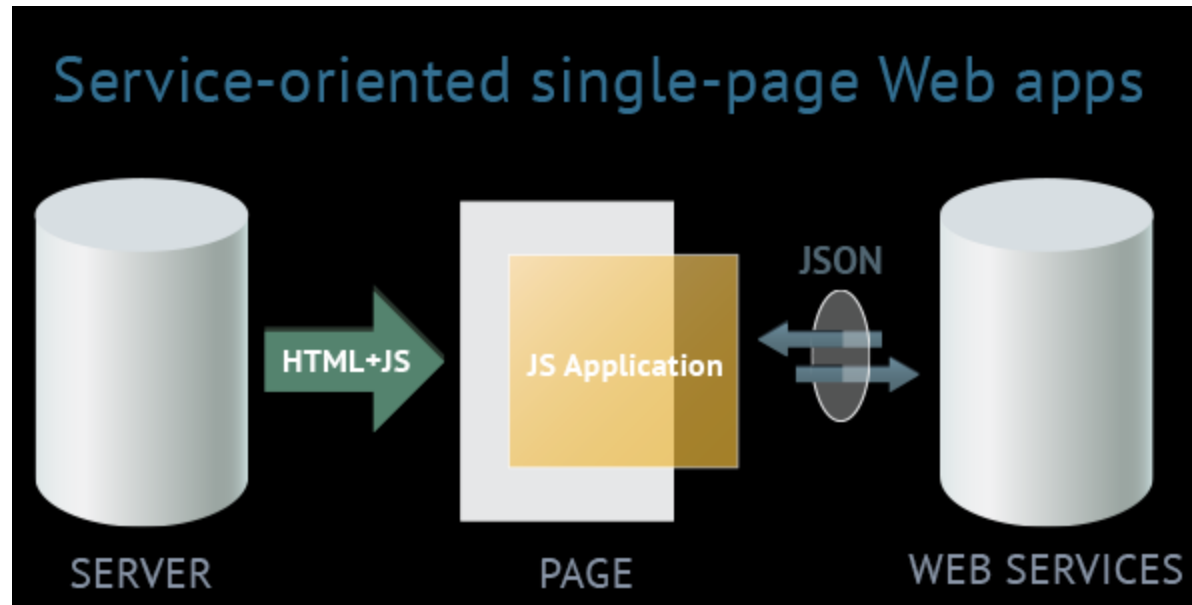 Service-oriented single-page Web apps
JSON
HTML+JS
JS Application
SERVER
PAGE
WEB SERVICES